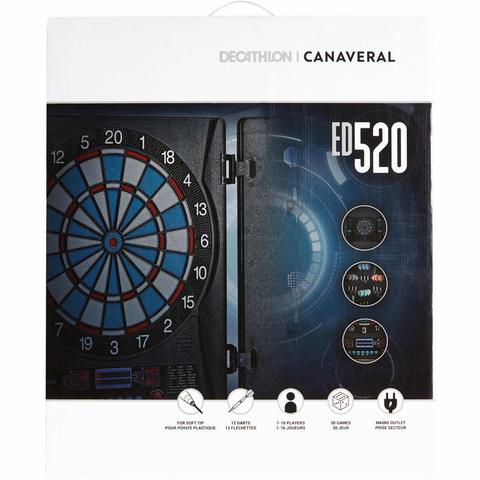 DECATHLON | CANAVERAL
ED520
12 5 20 1 18
4
13
6
10
15
2
17
3
19
3 17
FOR SOFT TIP
POUR POINTE PLASTIQUE
12 DARTS
12 FLECHETTES
1-16 PLAYERS
1-16 JOUEURS
30 GAMES
30 JEUX
MAINS OUTLET
PRISE SECTEUR